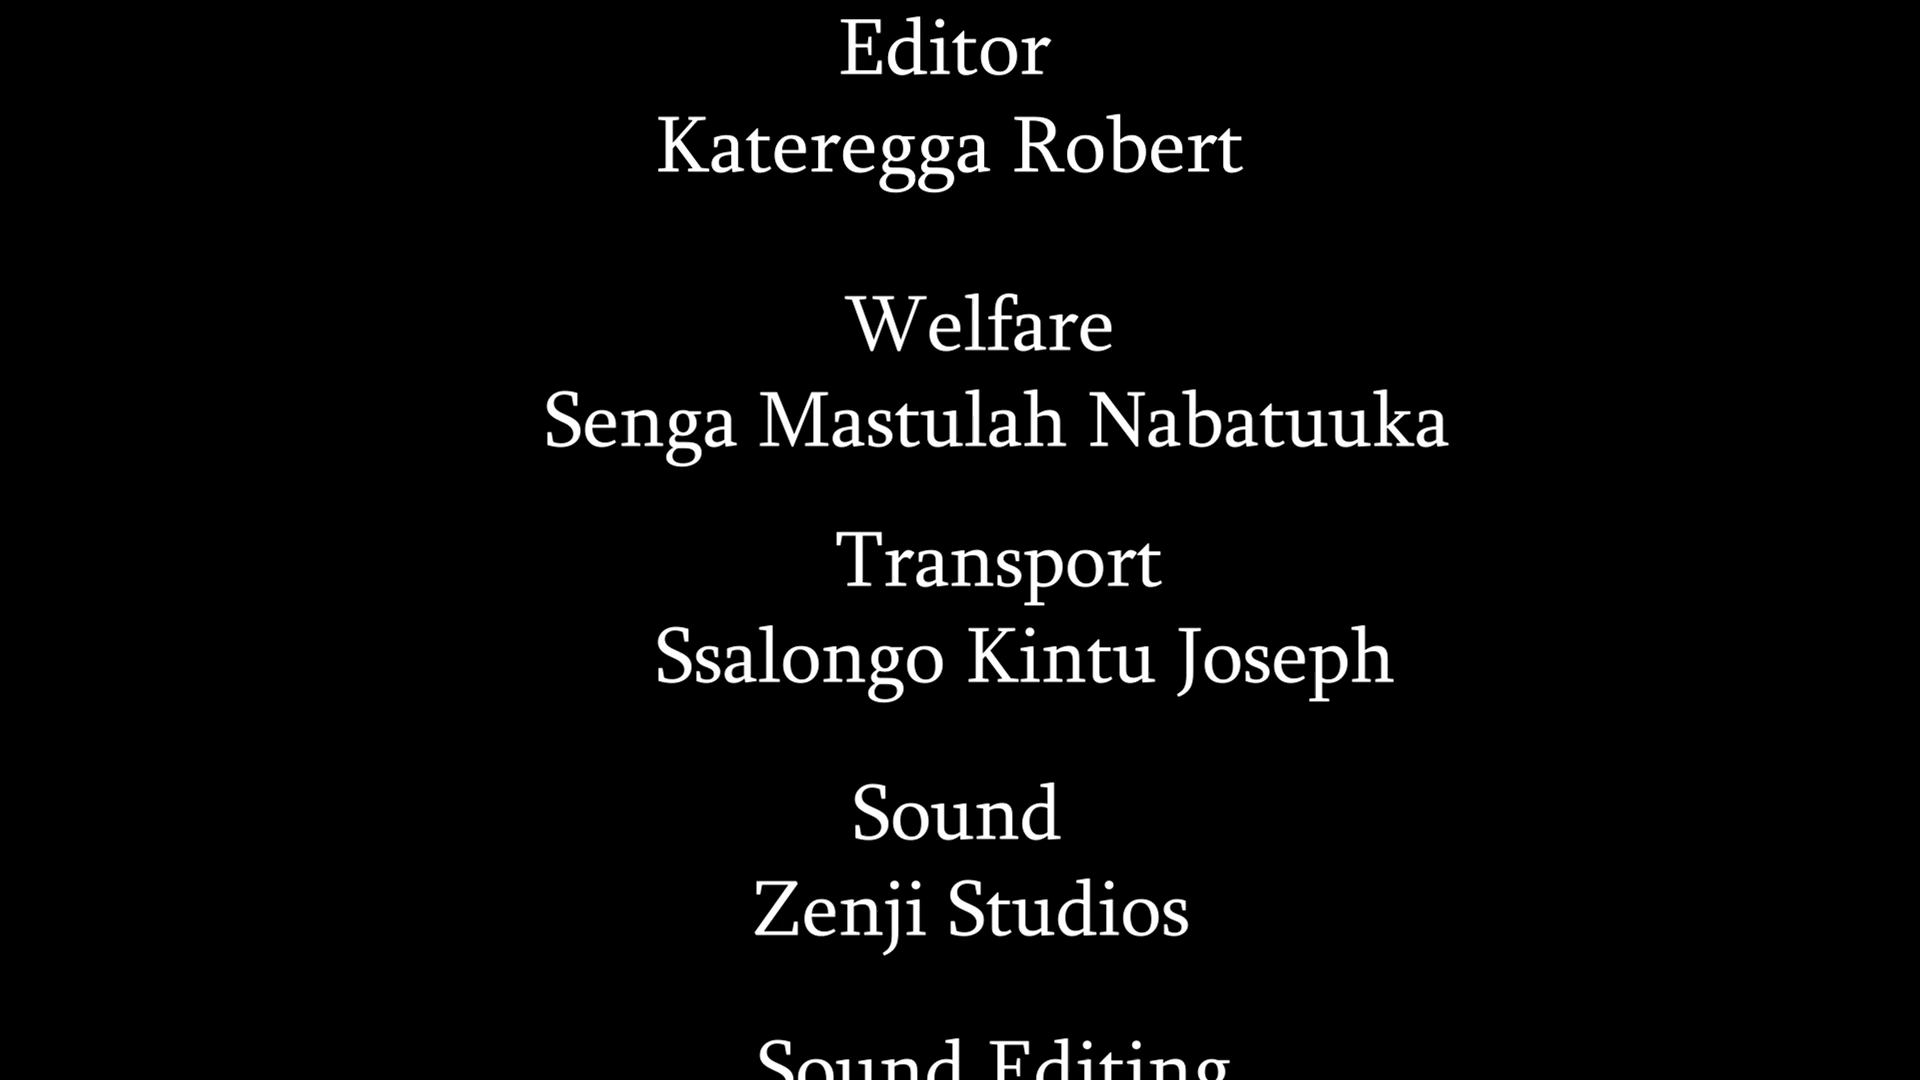 Editor
Kateregga Robert
Welfare
Senga Mastulah Nabatuuka
Transport
Ssalongo Kintu Joseph
Sound
Zenji Studios
Sound Editing